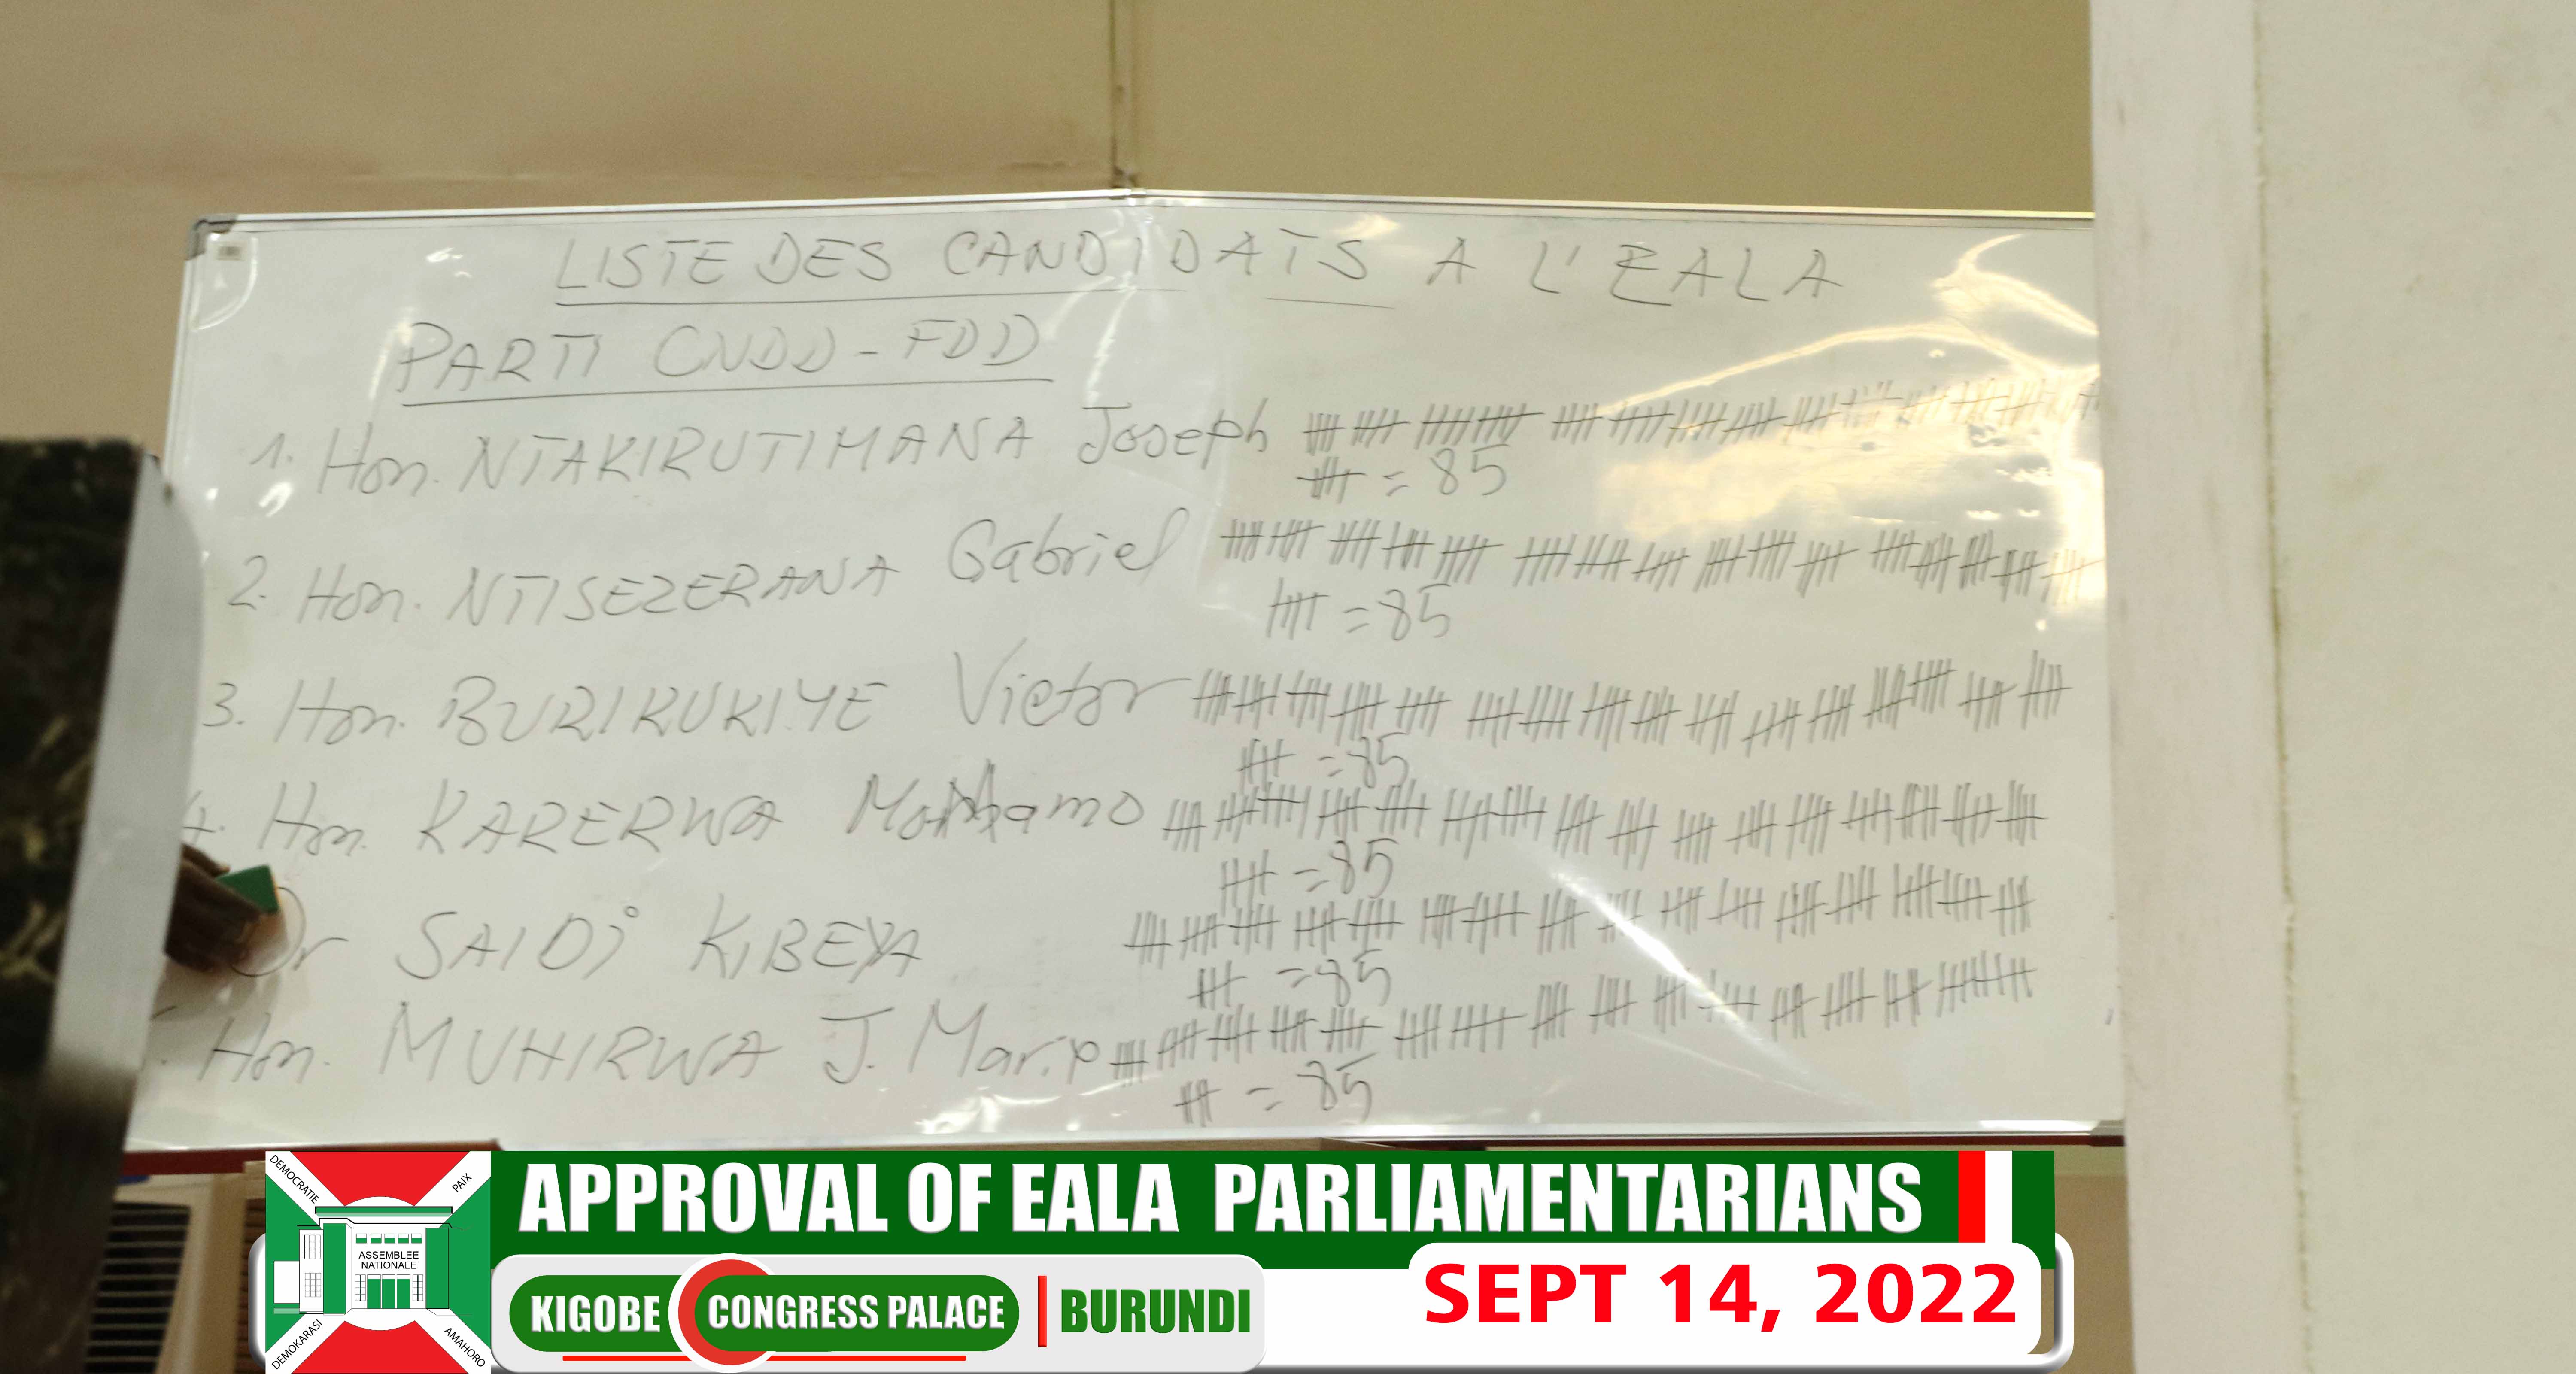 LISTE DES CANDIDATS A L'EALA
PARTI CNDD-FDD
1. Hon. NTAKIRUTIMANA Joseph
= 85
2. Hon. NTISEZERANA Gabriel
= 85
3. Hon. BURIKUKIYE Victor
= 85
4. Hon. KARERWA
= 85
Dr SAIDI KIBEYA
= 85
Hon. MUHIRWA J. Marie
= 85
DEMOCRATIE
PAIX
ASSEMBLEE
NATIONALE
DEMOKARASI
AMAHORO
APPROVAL OF EALA PARLIAMENTARIANS
KIGOBE CONGRESS PALACE BURUNDI
SEPT 14, 2022